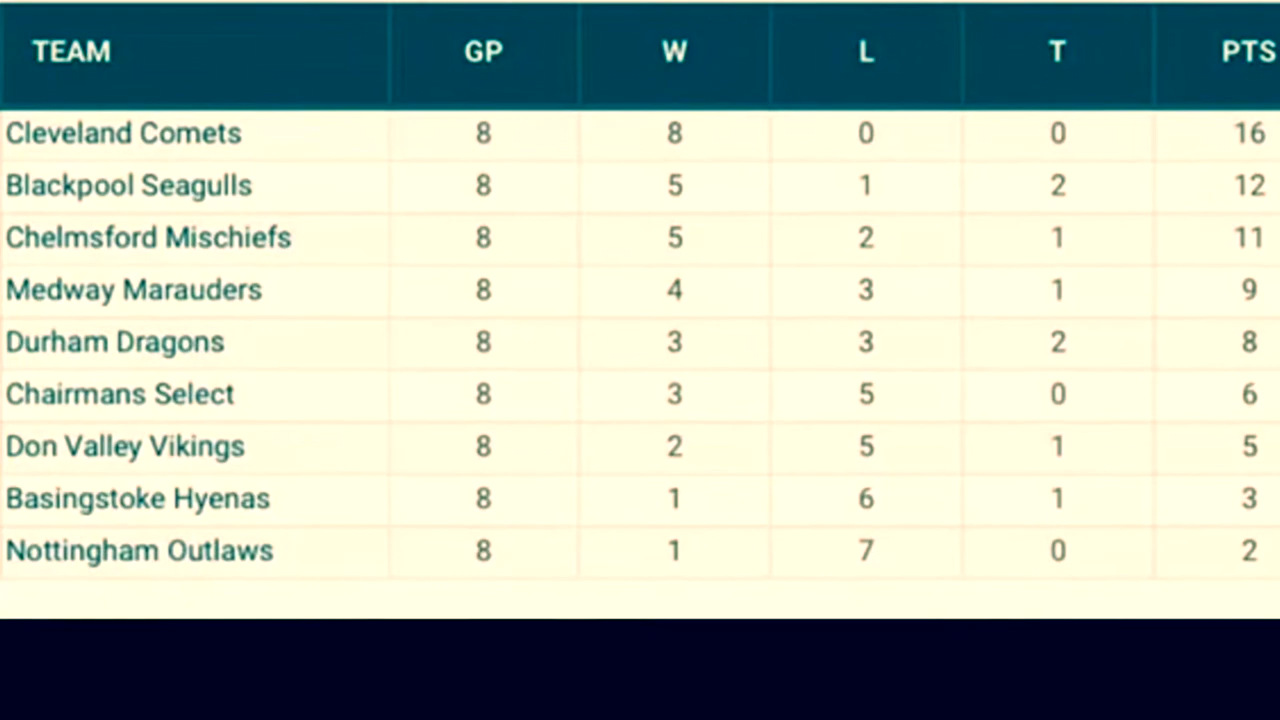 TEAM GP W L T PTS
Cleveland Comets 8 8 0 0 16
Blackpool Seagulls 8 5 1 2 12
Chelmsford Mischiefs 8 5 2 1 11
Medway Marauders 8 4 3 1 9
Durham Dragons 8 3 3 2 8
Chairmans Select 8 3 5 0 6
Don Valley Vikings 8 2 5 1 5
Basingstoke Hyenas 8 1 6 1 3
Nottingham Outlaws 8 1 7 0 2